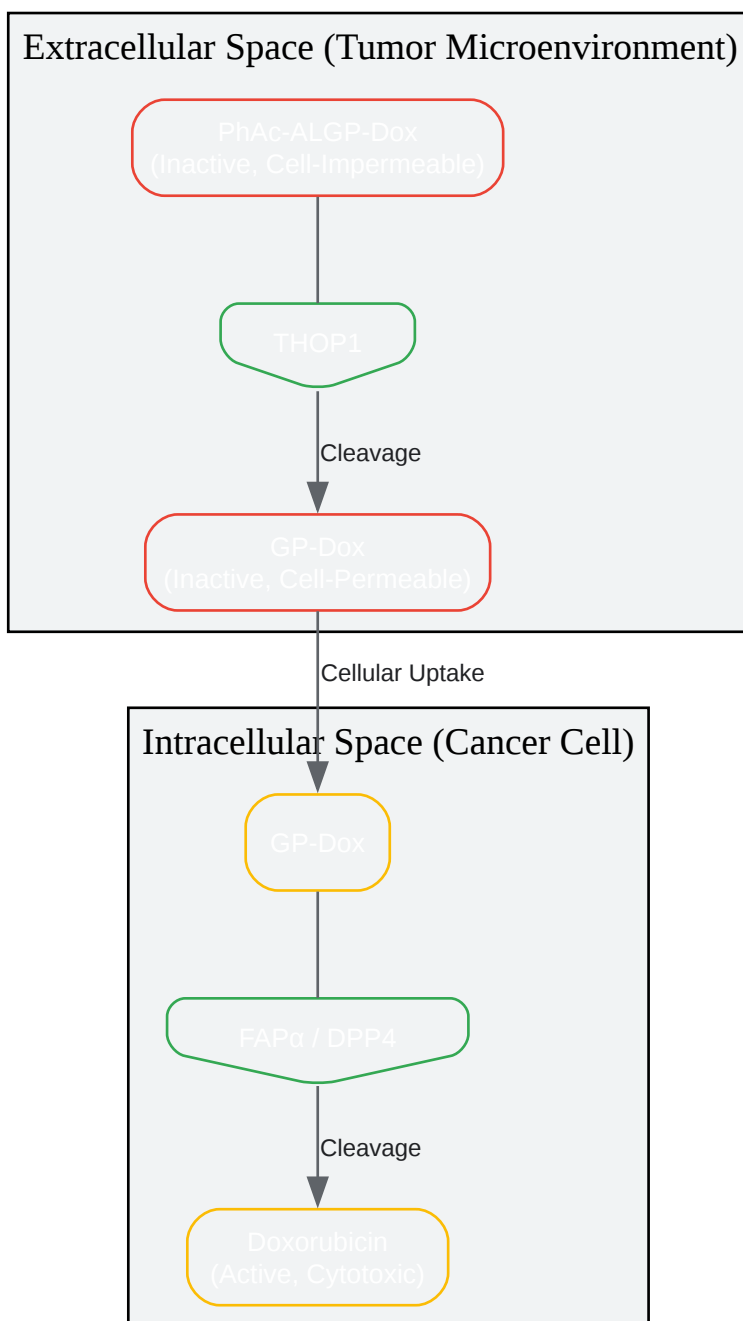 Extracellular Space (Tumor Microenvironment)
PhAc-ALGP-Dox
(Inactive, Cell-Impermeable)
THOP1
Cleavage
GP-Dox
(Inactive, Cell-Permeable)
Cellular Uptake
Intracellular Space (Cancer Cell)
GP-Dox
FAPα / DPP4
Cleavage
Doxorubicin
(Active, Cytotoxic)